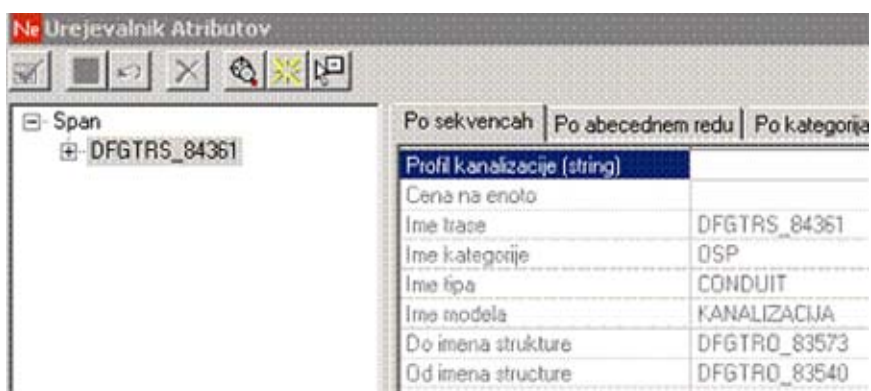 Ne Urejevalnik Atributov
Span
DFGTRS_84361
Po sekvencah Po abecednem redu Po kategorija
Profil kanalizacije (string)
Cena na enoto
Ime trase DFGTRS_84361
Ime kategorije OSP
Ime tipa CONDUIT
Ime modela KANALIZACIJA
Do imena strukture DFGTRO_83573
Od imena structure DFGTRO_83540